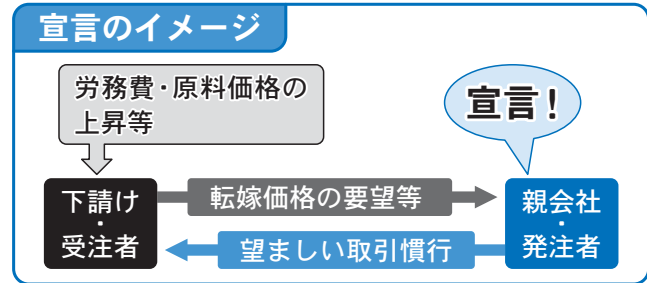 宣言のイメージ
労務費・原料価格の
上昇等
宣言！
下請け
・
受注者
転嫁価格の要望等
親会社
・
発注者
望ましい取引慣行